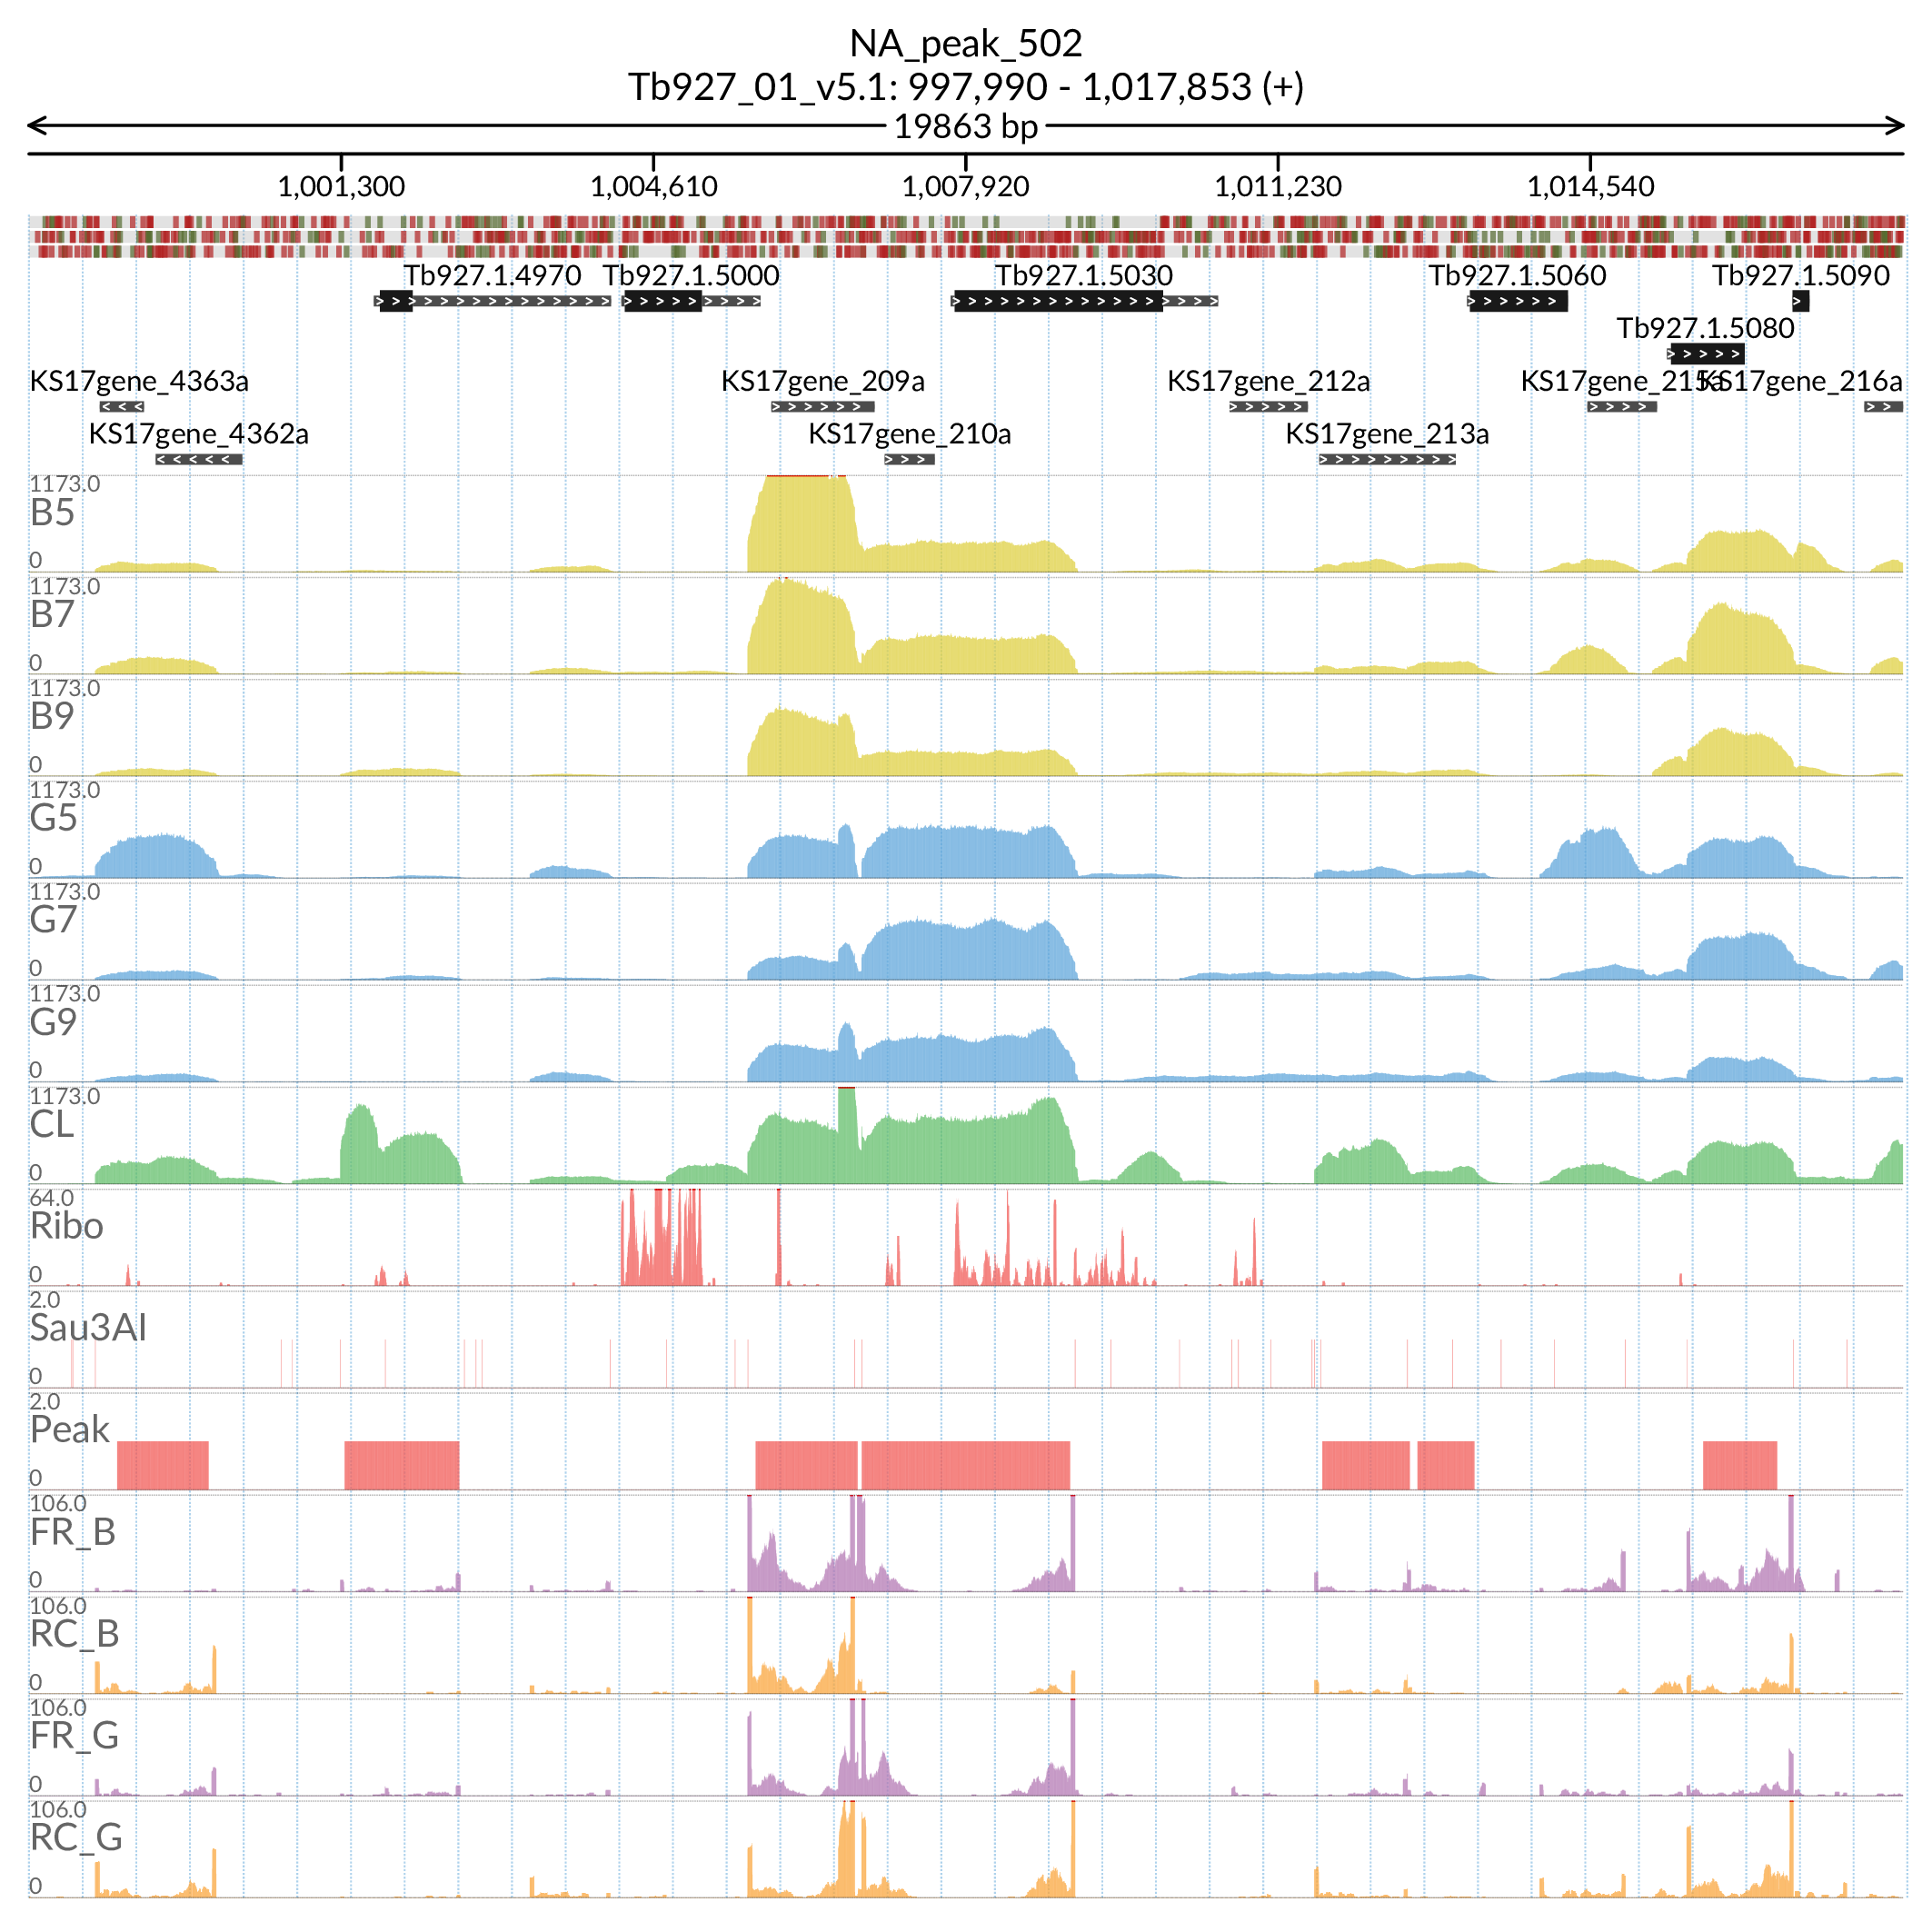 NA_peak_502
Tb927_01_v5.1: 997,990 - 1,017,853 (+)
19863 bp
1,001,300 1,004,610 1,007,920 1,011,230 1,014,540
Tb927.1.4970 Tb927.1.5000 Tb927.1.5030 Tb927.1.5060 Tb927.1.5090
Tb927.1.5080
KS17gene_4363a KS17gene_209a KS17gene_212a KS17gene_215a KS17gene_216a
KS17gene_4362a KS17gene_210a KS17gene_213a
1173.0
B5
0
1173.0
B7
0
1173.0
B9
0
1173.0
G5
0
1173.0
G7
0
1173.0
G9
0
1173.0
CL
0
64.0
Ribo
0
2.0
Sau3AI
0
2.0
Peak
0
106.0
FR_B
0
106.0
RC_B
0
106.0
FR_G
0
106.0
RC_G
0